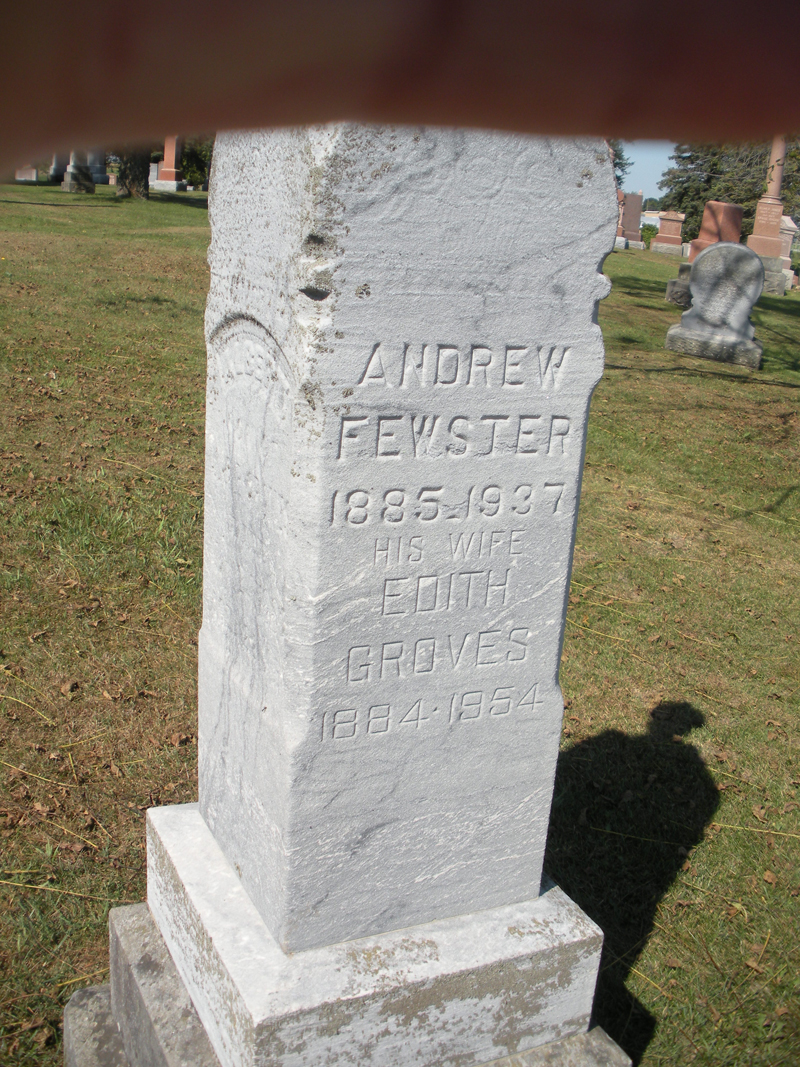 ANDREW
FEWSTER
1885-1937
HIS WIFE
EDITH
GROVES
1884·1954